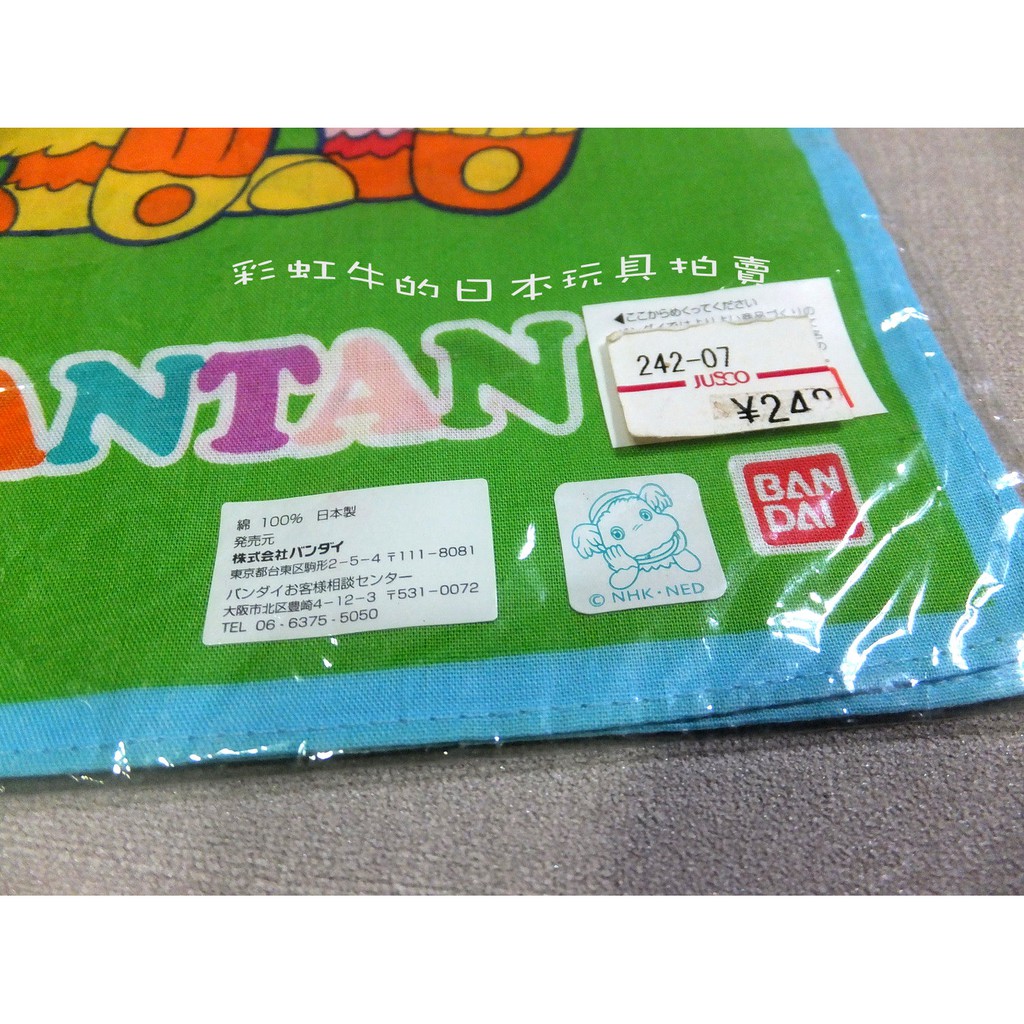 彩虹牛的日本玩具拍賣
◀ここからめくってください
242-07
JUSCO
ANTAN
綿 100% 日本製
発売元
株式会社バンダイ
東京都台東区駒形2-5-4 〒111-8081
バンダイお客様相談センター
大阪市北区豊崎4-12-3 〒531-0072
TEL 06-6375-5050
© NHK・NED
BAN
DAI